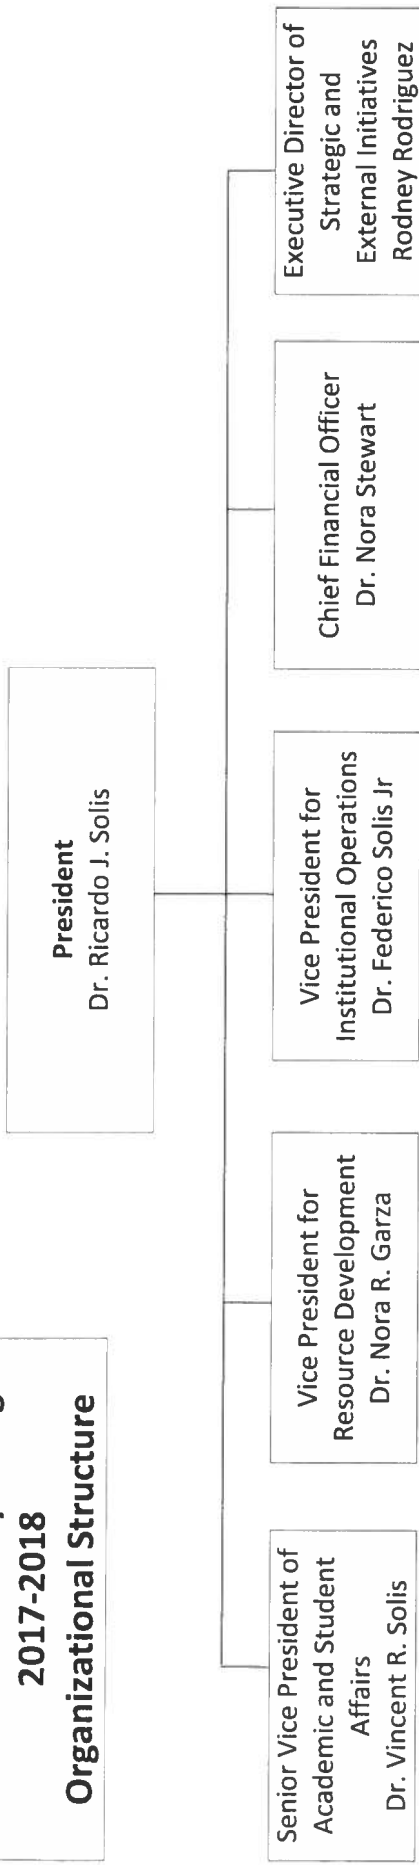 2017-2018
Organizational Structure
President
Dr. Ricardo J. Solis
Senior Vice President of
Academic and Student
Affairs
Dr. Vincent R. Solis
Vice President for
Resource Development
Dr. Nora R. Garza
Vice President for
Institutional Operations
Dr. Federico Solis Jr
Chief Financial Officer
Dr. Nora Stewart
Executive Director of
Strategic and
External Initiatives
Rodney Rodriguez